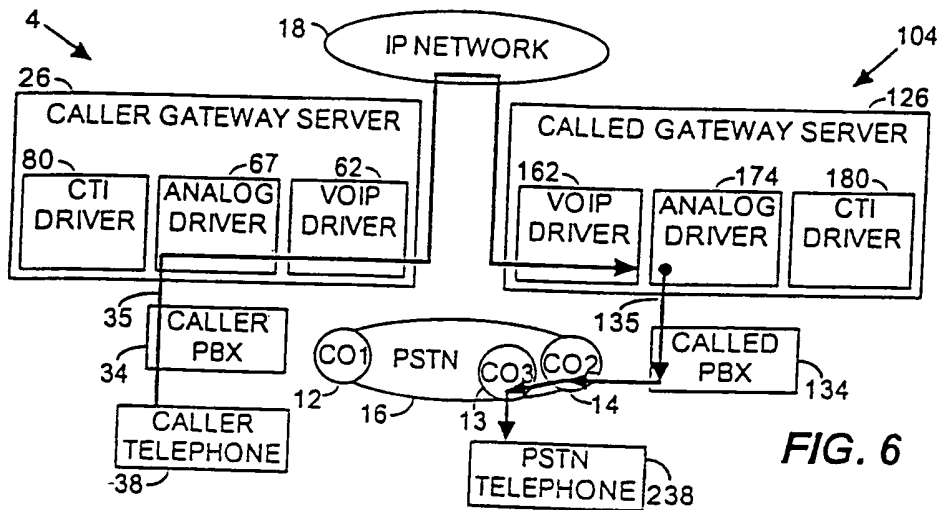 4
18
IP NETWORK
104
26
126
CALLER GATEWAY SERVER
CALLED GATEWAY SERVER
80
67
62
162
174
180
CTI
DRIVER
ANALOG
DRIVER
VOIP
DRIVER
VOIP
DRIVER
ANALOG
DRIVER
CTI
DRIVER
35
135
CALLER
PBX
34
CO1
PSTN
CO3
CO2
CALLED
PBX
134
12
16
13
14
CALLER
TELEPHONE
-38
PSTN
TELEPHONE
238
FIG. 6